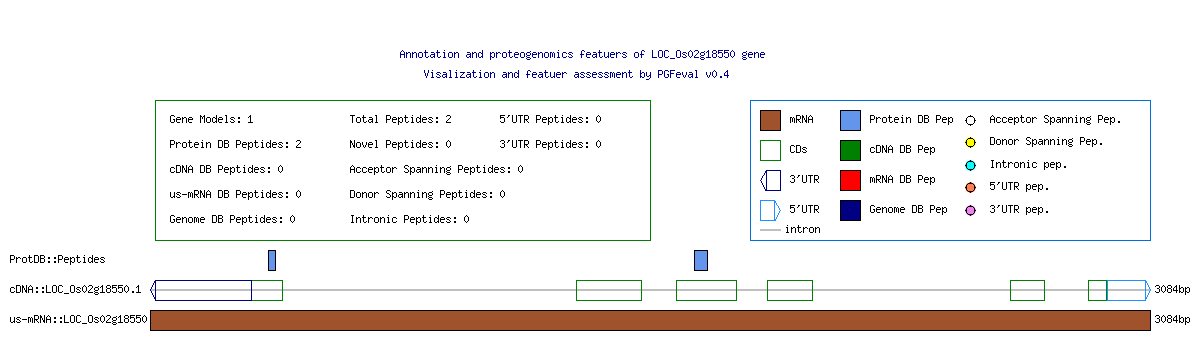 Annotation and proteogenomics featuers of LOC_Os02g18550 gene
Visalization and featuer assessment by PGFeval v0.4
Gene Models: 1 Total Peptides: 2 5'UTR Peptides: 0
Protein DB Peptides: 2 Novel Peptides: 0 3'UTR Peptides: 0
cDNA DB Peptides: 0 Acceptor Spanning Peptides: 0
us-mRNA DB Peptides: 0 Donor Spanning Peptides: 0
Genome DB Peptides: 0 Intronic Peptides: 0
mRNA Protein DB Pep Acceptor Spanning Pep.
CDs cDNA DB Pep Donor Spanning Pep.
3'UTR mRNA DB Pep Intronic pep.
5'UTR Genome DB Pep 5'UTR pep.
intron 3'UTR pep.
ProtDB::Peptides
cDNA::LOC_Os02g18550.1 3084bp
us-mRNA::LOC_Os02g18550 3084bp